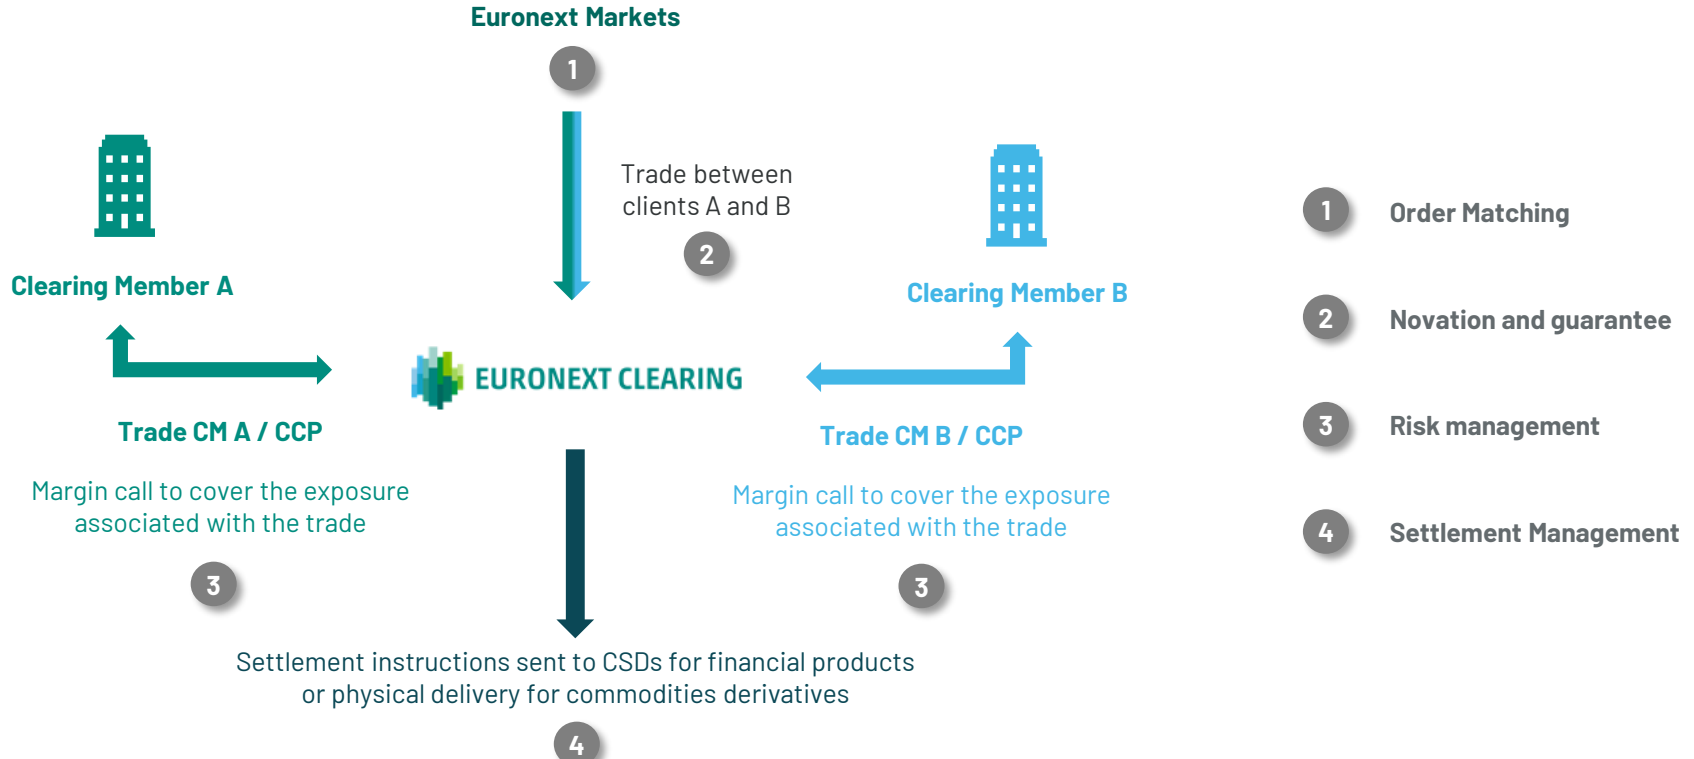 Euronext Markets
1
Trade between
clients A and B
2
Clearing Member A
Clearing Member B
EURONEXT CLEARING
Trade CM A / CCP
Margin call to cover the exposure
associated with the trade
3
Trade CM B / CCP
Margin call to cover the exposure
associated with the trade
3
Settlement instructions sent to CSDs for financial products
or physical delivery for commodities derivatives
4
1 Order Matching
2 Novation and guarantee
3 Risk management
4 Settlement Management